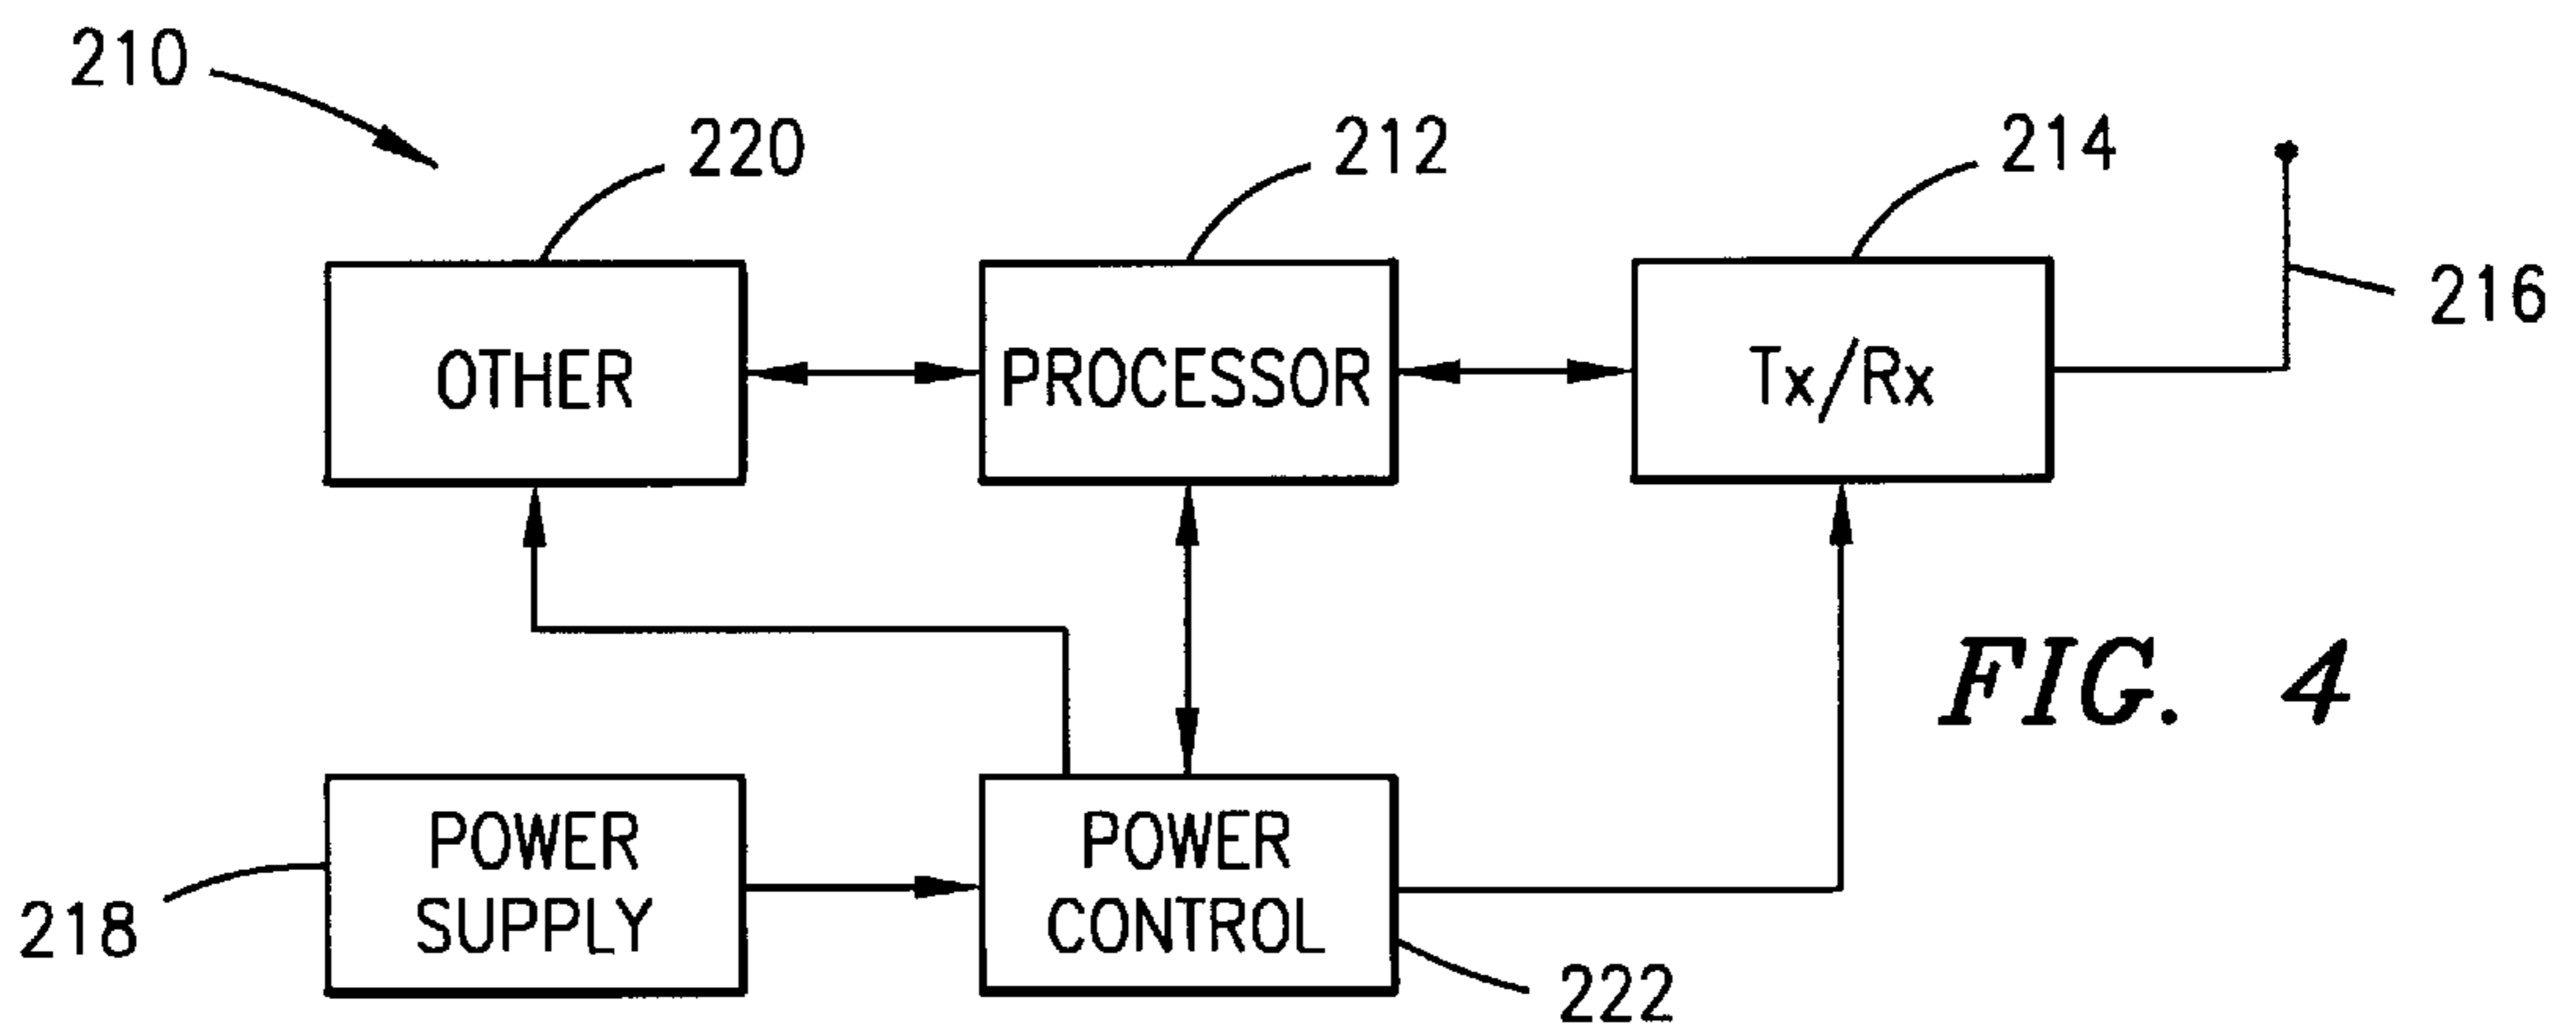 210
220
212
214
216
OTHER
PROCESSOR
Tx/Rx
FIG. 4
POWER
SUPPLY
POWER
CONTROL
218
222